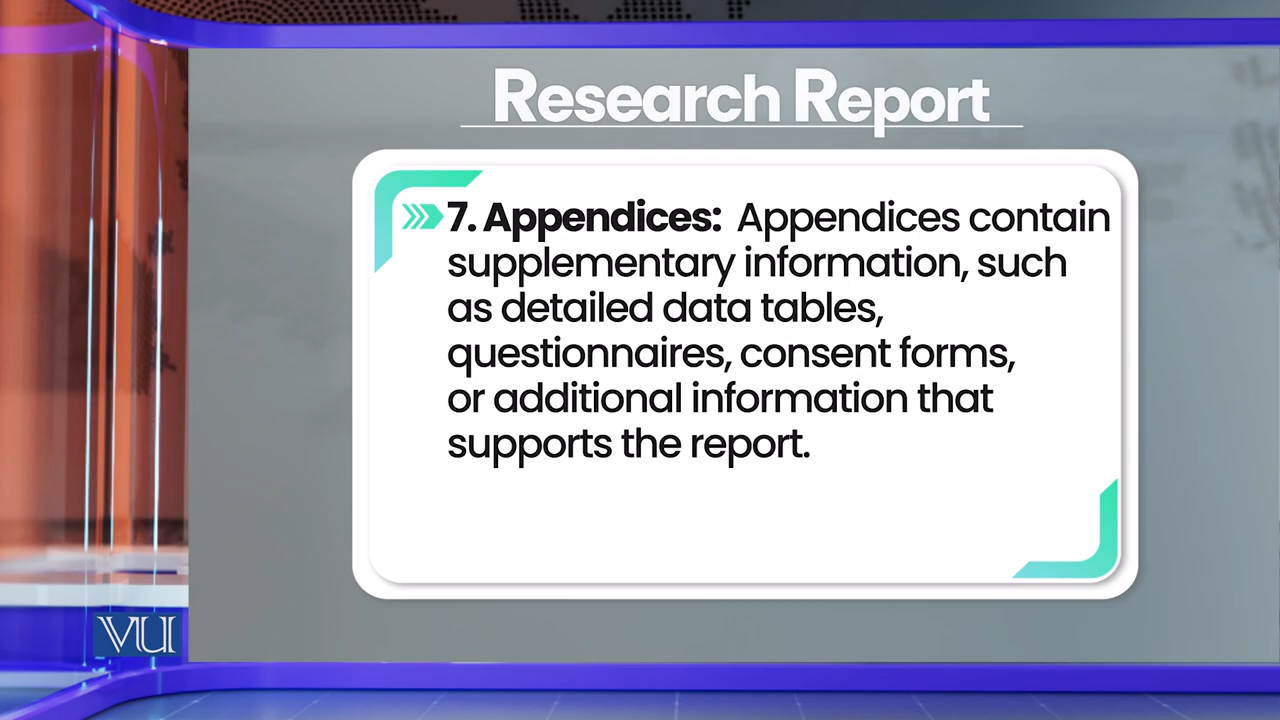 Research Report
7. Appendices: Appendices contain
supplementary information, such
as detailed data tables,
questionnaires, consent forms,
or additional information that
supports the report.
VU